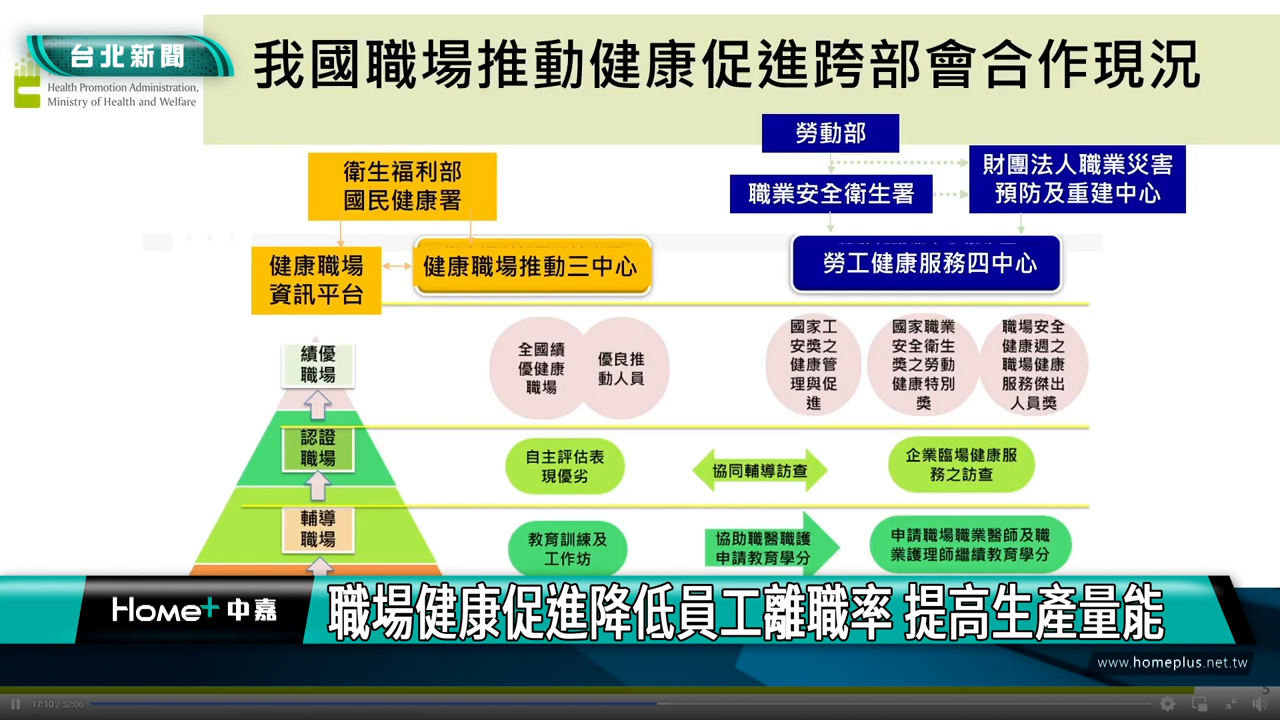 台北新聞
Health Promotion Administration,
Ministry of Health and Welfare
我國職場推動健康促進跨部會合作現況
衛生福利部
國民健康署
勞動部
職業安全衛生署
財團法人職業災害
預防及重建中心
健康職場
資訊平台
健康職場推動三中心
勞工健康服務四中心
績優
職場
全國績
優健康
職場
優良推
動人員
國家工
安獎之
健康管
理與促
進
國家職業
安全衛生
獎之勞動
健康特別
獎
職場安全
健康週之
職場健康
服務傑出
人員獎
認證
職場
自主評估表
現優劣
協同輔導訪查
企業臨場健康服
務之訪查
輔導
職場
教育訓練及
工作坊
協助職醫職護
申請教育學分
申請職場職業醫師及職
業護理師繼續教育學分
Home+ 中嘉
職場健康促進降低員工離職率 提高生產量能
www.homeplus.net.tw
5
17:10 / 32:06